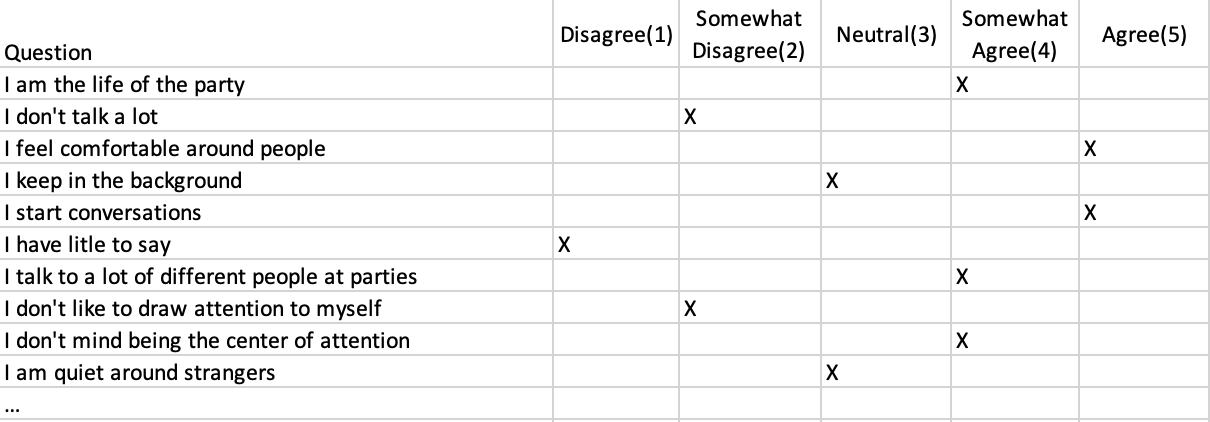 Question Disagree(1) Somewhat Disagree(2) Neutral(3) Somewhat Agree(4) Agree(5)
I am the life of the party X
I don't talk a lot X
I feel comfortable around people X
I keep in the background X
I start conversations X
I have litle to say X
I talk to a lot of different people at parties X
I don't like to draw attention to myself X
I don't mind being the center of attention X
I am quiet around strangers X
...